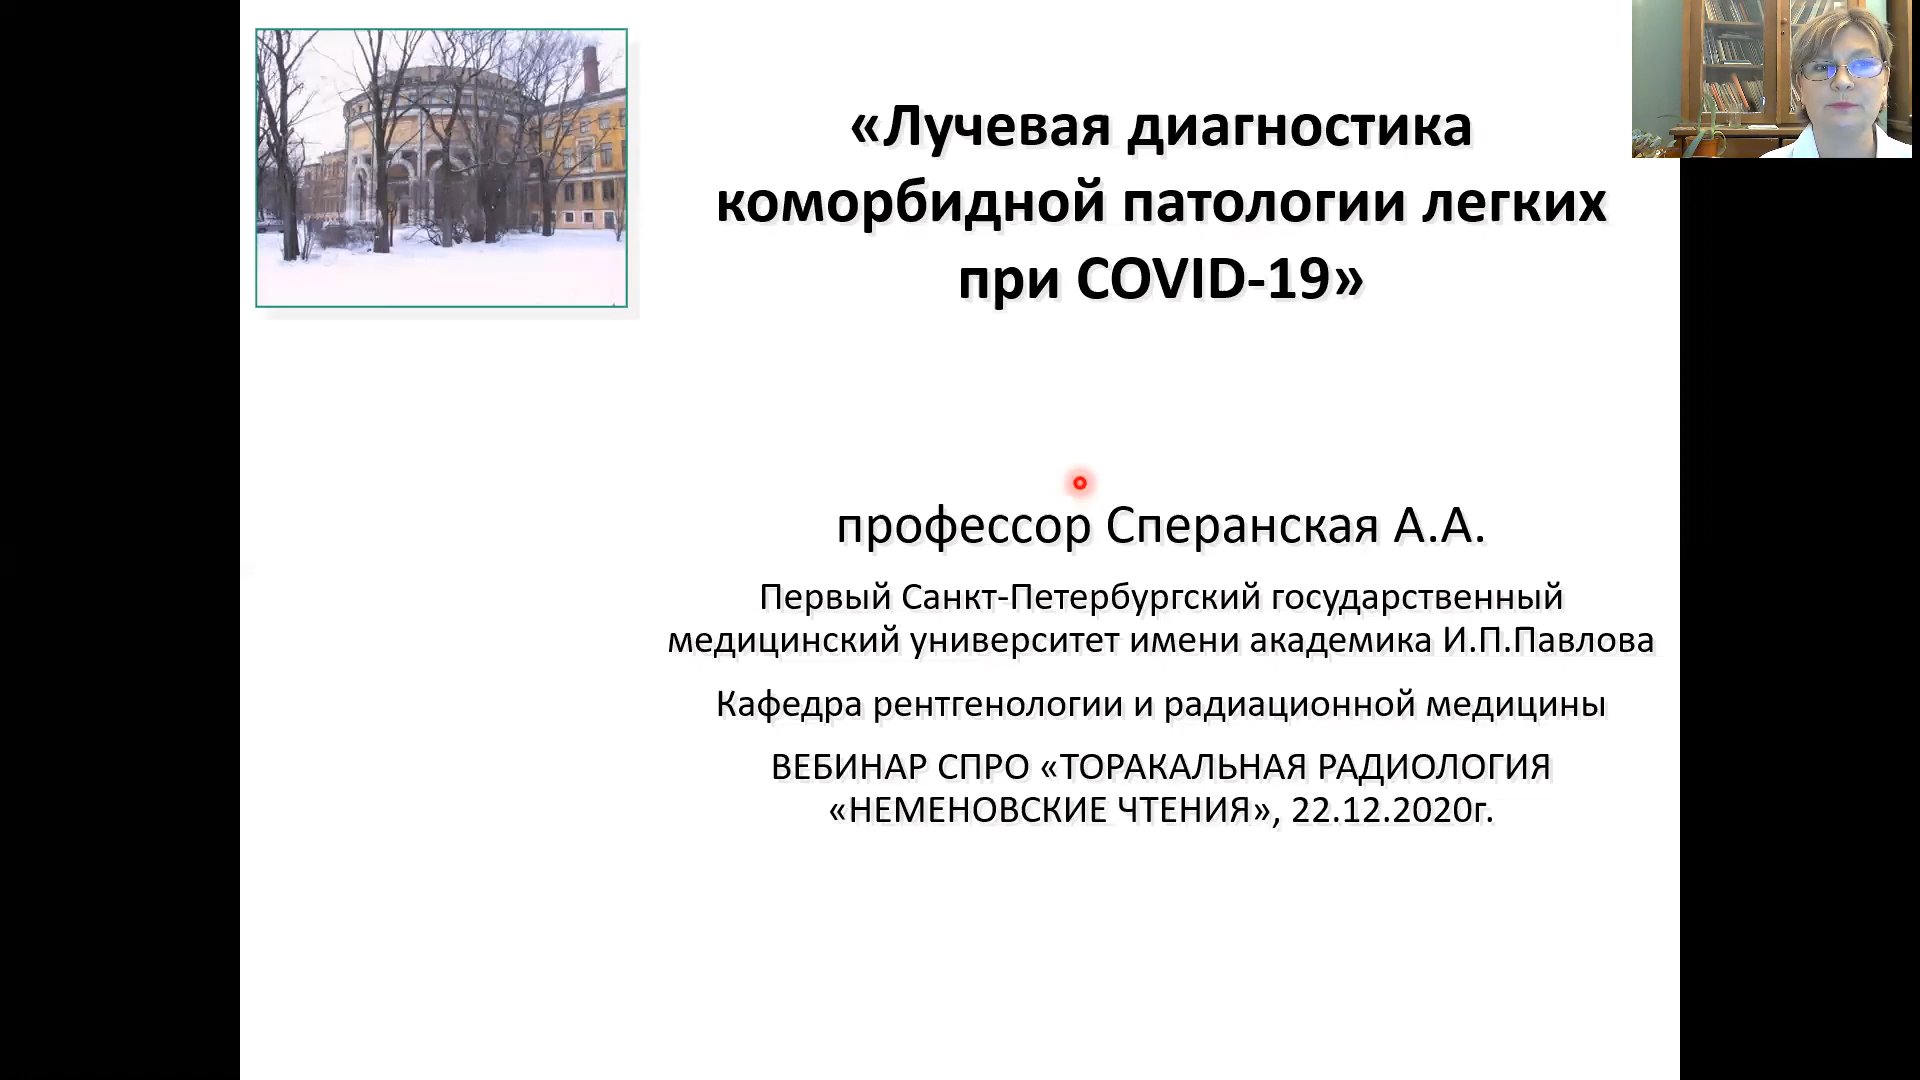 «Лучевая диагностика
коморбидной патологии легких
при COVID-19»
профессор Сперанская А.А.
Первый Санкт-Петербургский государственный
медицинский университет имени академика И.П.Павлова
Кафедра рентгенологии и радиационной медицины
ВЕБИНАР СПРО «ТОРАКАЛЬНАЯ РАДИОЛОГИЯ
«НЕМЕНОВСКИЕ ЧТЕНИЯ», 22.12.2020г.